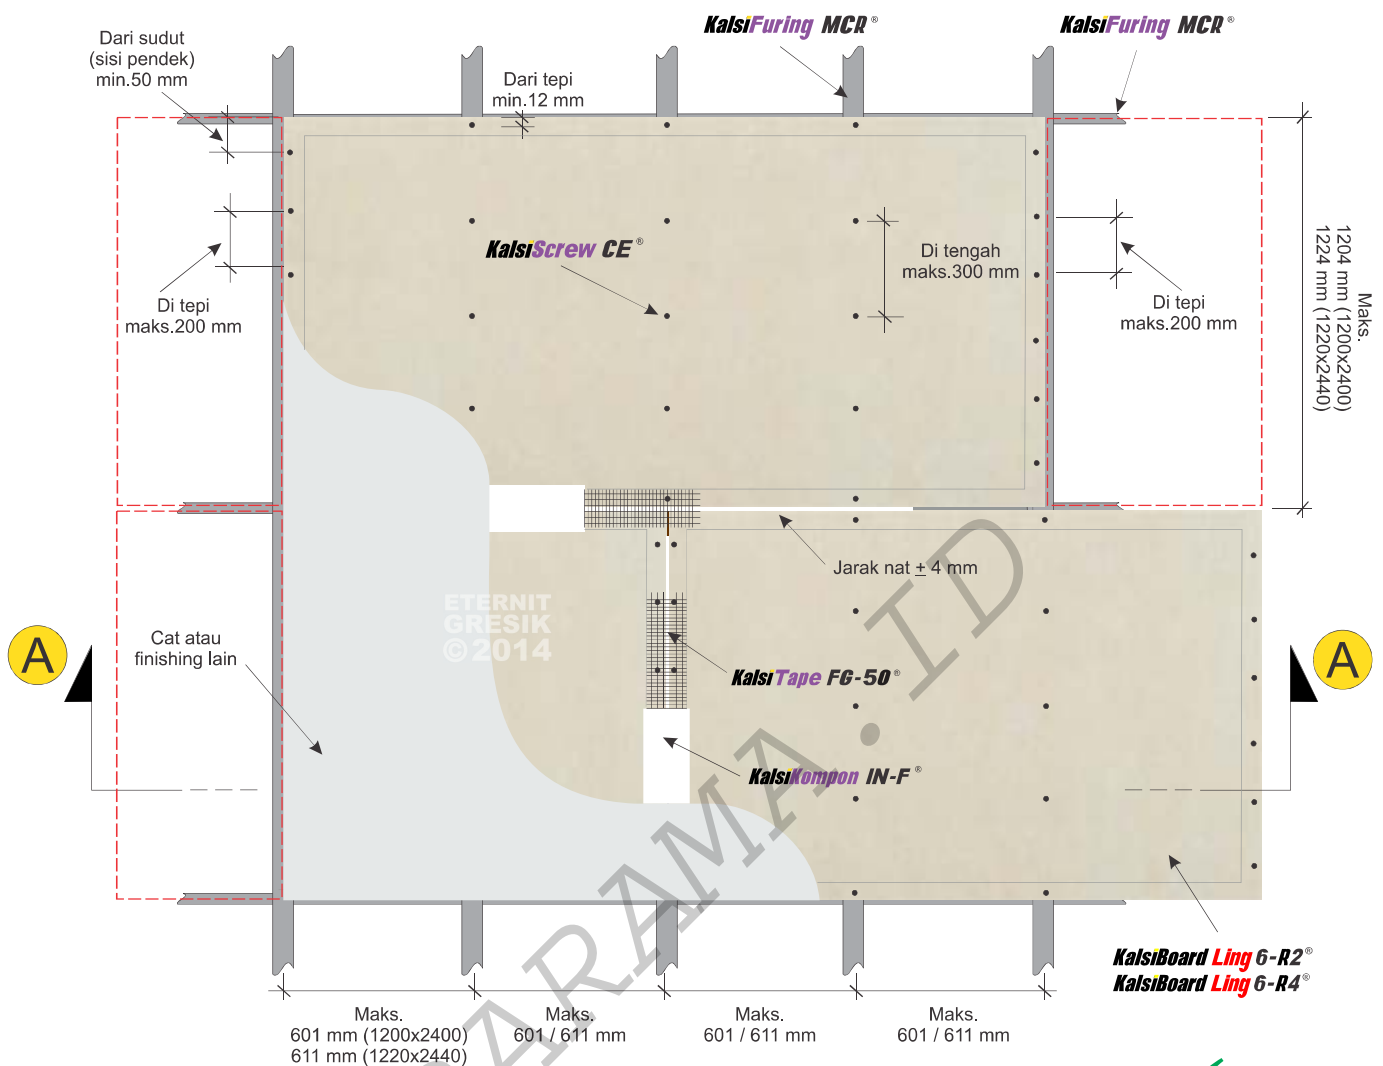 KalsiFuring MCR®
KalsiFuring MCR®
Dari sudut
(sisi pendek)
min.50 mm
Dari tepi
min.12 mm
KalsiScrew CE®
Di tengah
maks.300 mm
Di tepi
maks.200 mm
Di tepi
maks.200 mm
Maks.
1204 mm (1200x2400)
1224 mm (1220x2440)
Jarak nat ± 4 mm
ETERNIT
GRESIK
©2014
Cat atau
finishing lain
A
A
KalsiTape FG-50®
KalsiKompon IN-F®
KalsiBoard Ling 6-R2®
KalsiBoard Ling 6-R4®
Maks.
601 mm (1200x2400)
611 mm (1220x2440)
Maks.
601 / 611 mm
Maks.
601 / 611 mm
Maks.
601 / 611 mm
ARAMA.ID